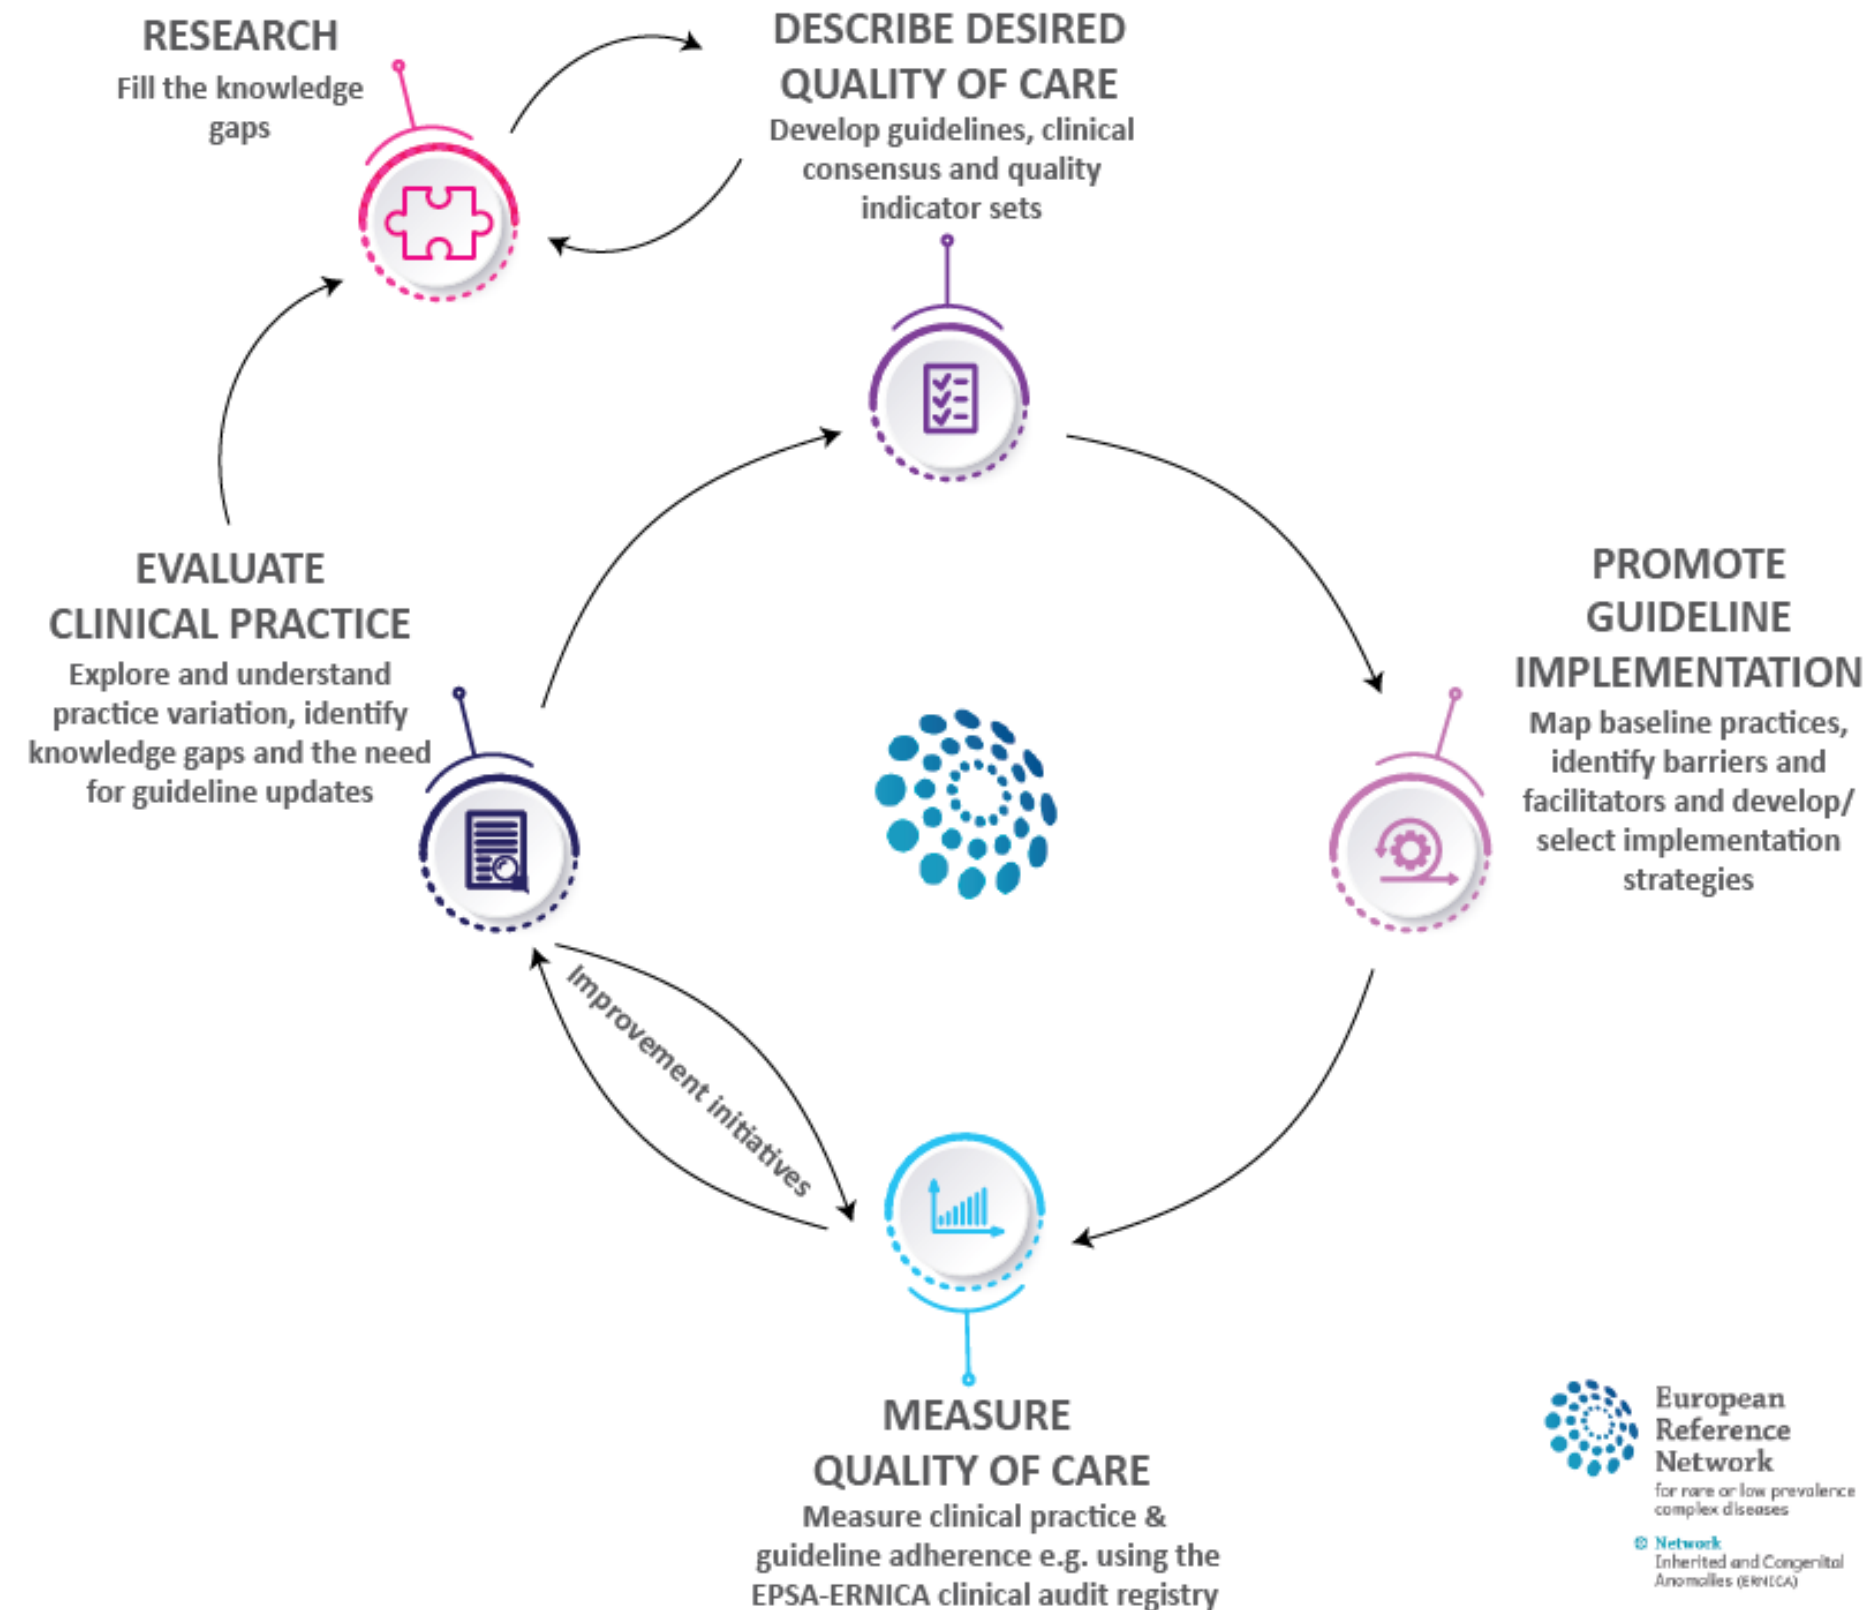 RESEARCH
Fill the knowledge
gaps
DESCRIBE DESIRED
QUALITY OF CARE
Develop guidelines, clinical
consensus and quality
indicator sets
EVALUATE
CLINICAL PRACTICE
Explore and understand
practice variation, identify
knowledge gaps and the need
for guideline updates
PROMOTE
GUIDELINE
IMPLEMENTATION
Map baseline practices,
identify barriers and
facilitators and develop/
select implementation
strategies
Improvement initiatives
MEASURE
QUALITY OF CARE
Measure clinical practice &
guideline adherence e.g. using the
EPSA-ERNICA clinical audit registry
European
Reference
Network
for rare or low prevalence
complex diseases
Network
Inherited and Congenital
Anomalies (ERNICA)